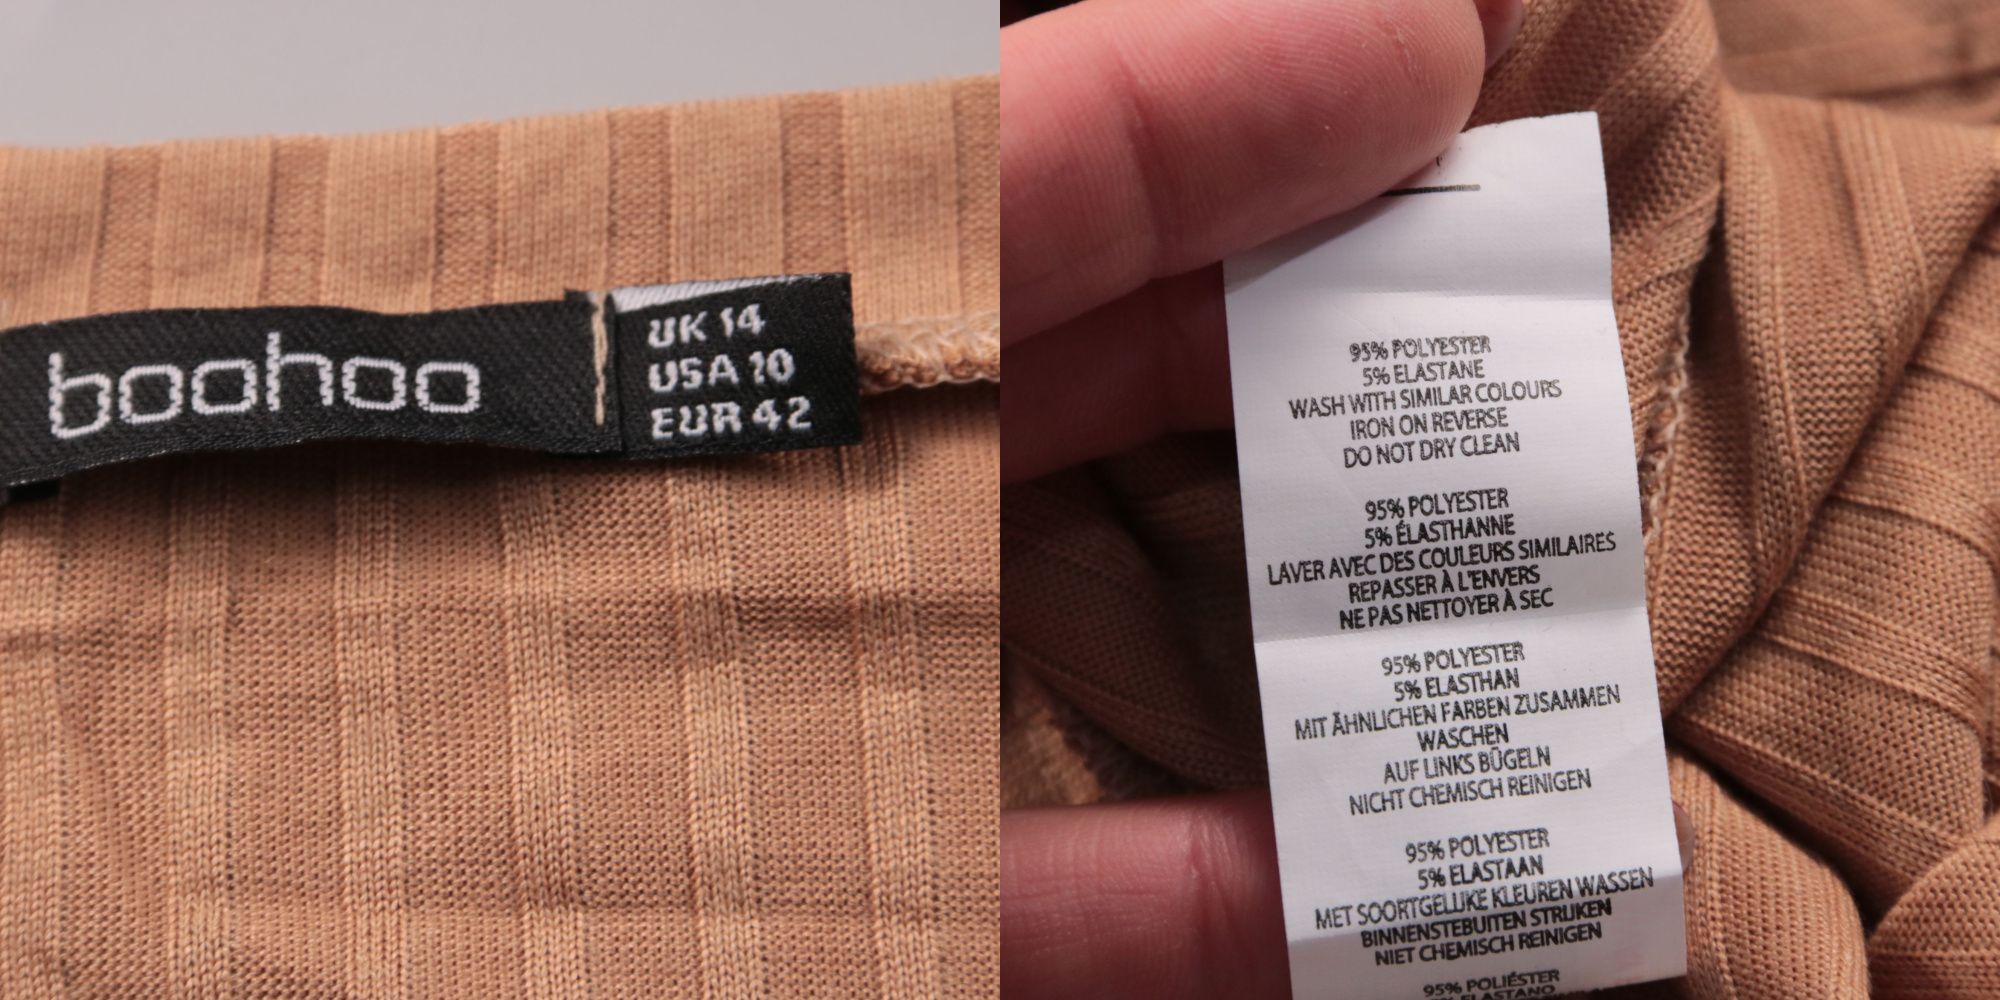 boohoo
UK 14
USA 10
EUR 42
95% POLYESTER
5% ELASTANE
WASH WITH SIMILAR COLOURS
IRON ON REVERSE
DO NOT DRY CLEAN
95% POLYESTER
5% ÉLASTHANNE
LAVER AVEC DES COULEURS SIMILAIRES
REPASSER À L'ENVERS
NE PAS NETTOYER À SEC
95% POLYESTER
5% ELASTHAN
MIT ÄHNLICHEN FARBEN ZUSAMMEN
WASCHEN
AUF LINKS BÜGELN
NICHT CHEMISCH REINIGEN
95% POLYESTER
5% ELASTAAN
MET SOORTGELIJKE KLEUREN WASSEN
BINNENSTEBUITEN STRIJKEN
NIET CHEMISCH REINIGEN
95% POLIÉSTER
ELASTANO